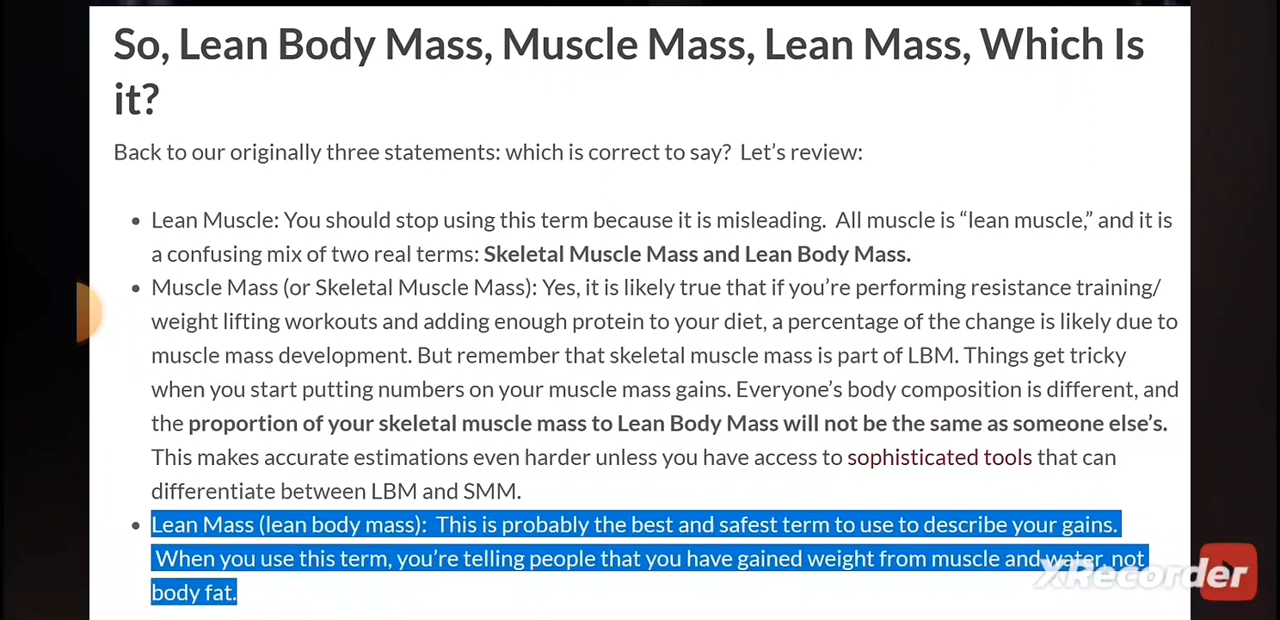 So, Lean Body Mass, Muscle Mass, Lean Mass, Which Is
it?
Back to our originally three statements: which is correct to say?  Let’s review:
• Lean Muscle: You should stop using this term because it is misleading.  All muscle is “lean muscle,” and it is
a confusing mix of two real terms: Skeletal Muscle Mass and Lean Body Mass.
• Muscle Mass (or Skeletal Muscle Mass): Yes, it is likely true that if you’re performing resistance training/
weight lifting workouts and adding enough protein to your diet, a percentage of the change is likely due to
muscle mass development. But remember that skeletal muscle mass is part of LBM. Things get tricky
when you start putting numbers on your muscle mass gains. Everyone’s body composition is different, and
the proportion of your skeletal muscle mass to Lean Body Mass will not be the same as someone else’s.
This makes accurate estimations even harder unless you have access to sophisticated tools that can
differentiate between LBM and SMM.
• Lean Mass (lean body mass):  This is probably the best and safest term to use to describe your gains.
When you use this term, you’re telling people that you have gained weight from muscle and water, not
body fat.
XRecorder